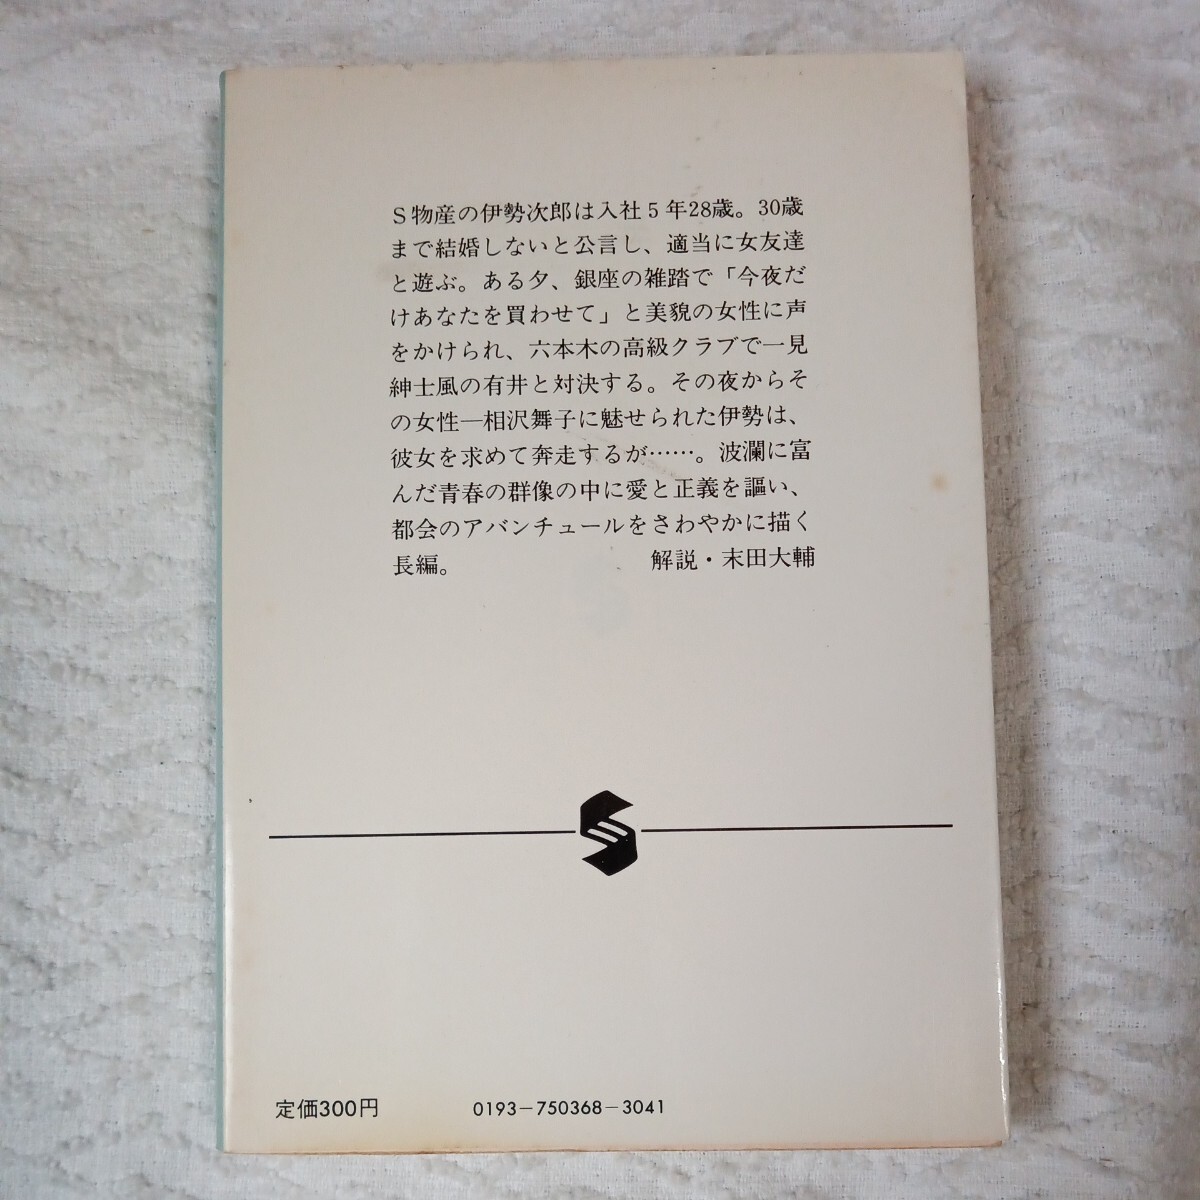 S物産の伊勢次郎は入社5年28歳。30歳
まで結婚しないと公言し、適当に女友達
と遊ぶ。ある夕、銀座の雑踏で「今夜だ
けあなたを買わせて」と美貌の女性に声
をかけられ、六本木の高級クラブで一見
紳士風の有井と対決する。その夜からそ
の女性―相沢舞子に魅せられた伊勢は、
彼女を求めて奔走するが……。波瀾に富
んだ青春の群像の中に愛と正義を謳い、
都会のアバンチュールをさわやかに描く
長編。 解説・末田大輔
定価300円 0193-750368-3041